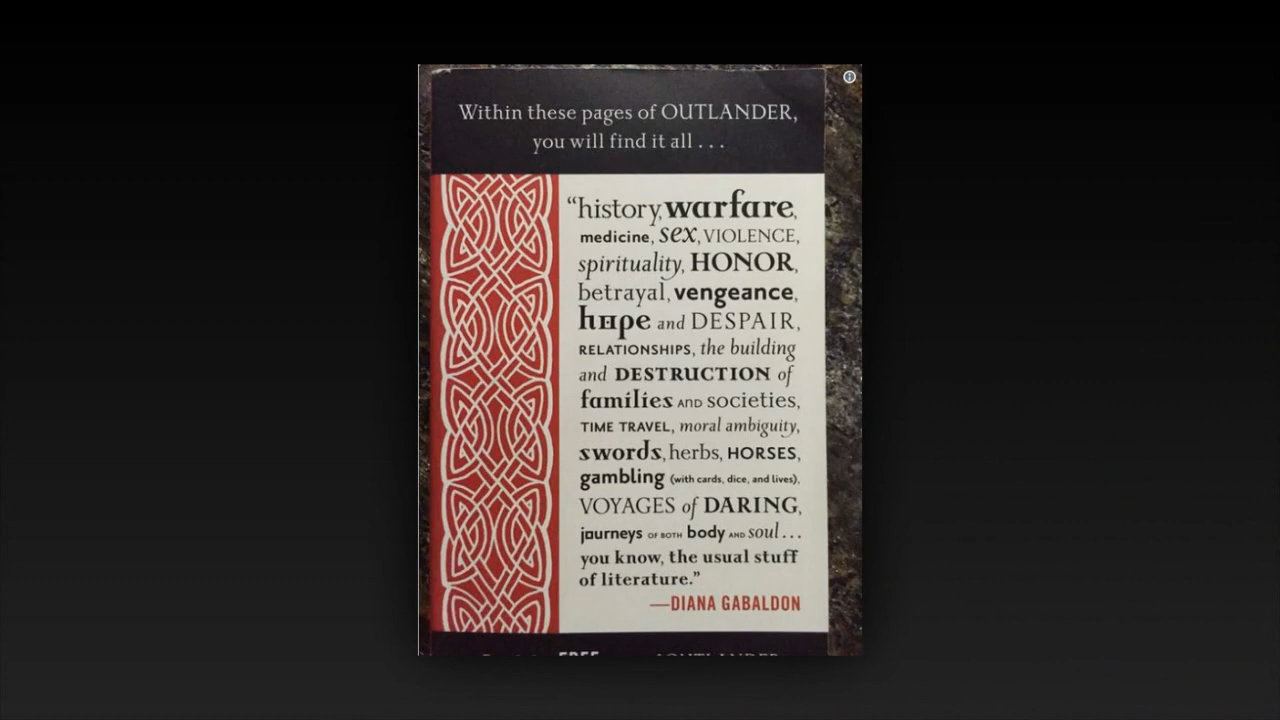 Within these pages of OUTLANDER,
you will find it all . . .
“history, warfare,
medicine, sex, VIOLENCE,
spirituality, HONOR,
betrayal, vengeance,
hope and DESPAIR,
RELATIONSHIPS, the building
and DESTRUCTION of
families AND societies,
TIME TRAVEL, moral ambiguity,
swords, herbs, HORSES,
gambling (with cards, dice, and lives),
VOYAGES of DARING,
journeys OF BOTH body AND soul . . .
you know, the usual stuff
of literature.”
—DIANA GABALDON
FREE OUTLANDER